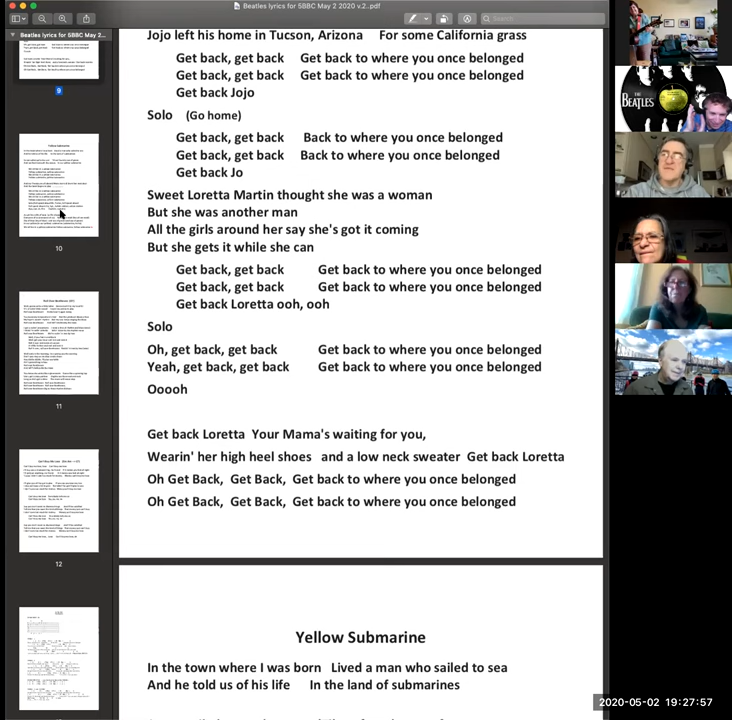 Beatles lyrics for 5BBC May 2 2020 v.2..pdf
Search
Beatles lyrics for 5BBC May 2...
9
10
11
12
Jojo left his home in Tucson, Arizona For some California grass
Get back, get back Get back to where you once belonged
Get back, get back Get back to where you once belonged
Get back Jojo
Solo (Go home)
Get back, get back Back to where you once belonged
Get back, get back Back to where you once belonged
Get back Jo
Sweet Loretta Martin thought she was a woman
But she was another man
All the girls around her say she's got it coming
But she gets it while she can
Get back, get back Get back to where you once belonged
Get back, get back Get back to where you once belonged
Get back Loretta ooh, ooh
Solo
Oh, get back, get back Get back to where you once belonged
Yeah, get back, get back Get back to where you once belonged
Ooooh
Get back Loretta Your Mama's waiting for you,
Wearin' her high heel shoes and a low neck sweater Get back Loretta
Oh Get Back, Get Back, Get back to where you once belonged
Oh Get Back, Get Back, Get back to where you once belonged
Yellow Submarine
In the town where I was born Lived a man who sailed to sea
And he told us of his life In the land of submarines
THE BEATLES
2020-05-02 19:27:57